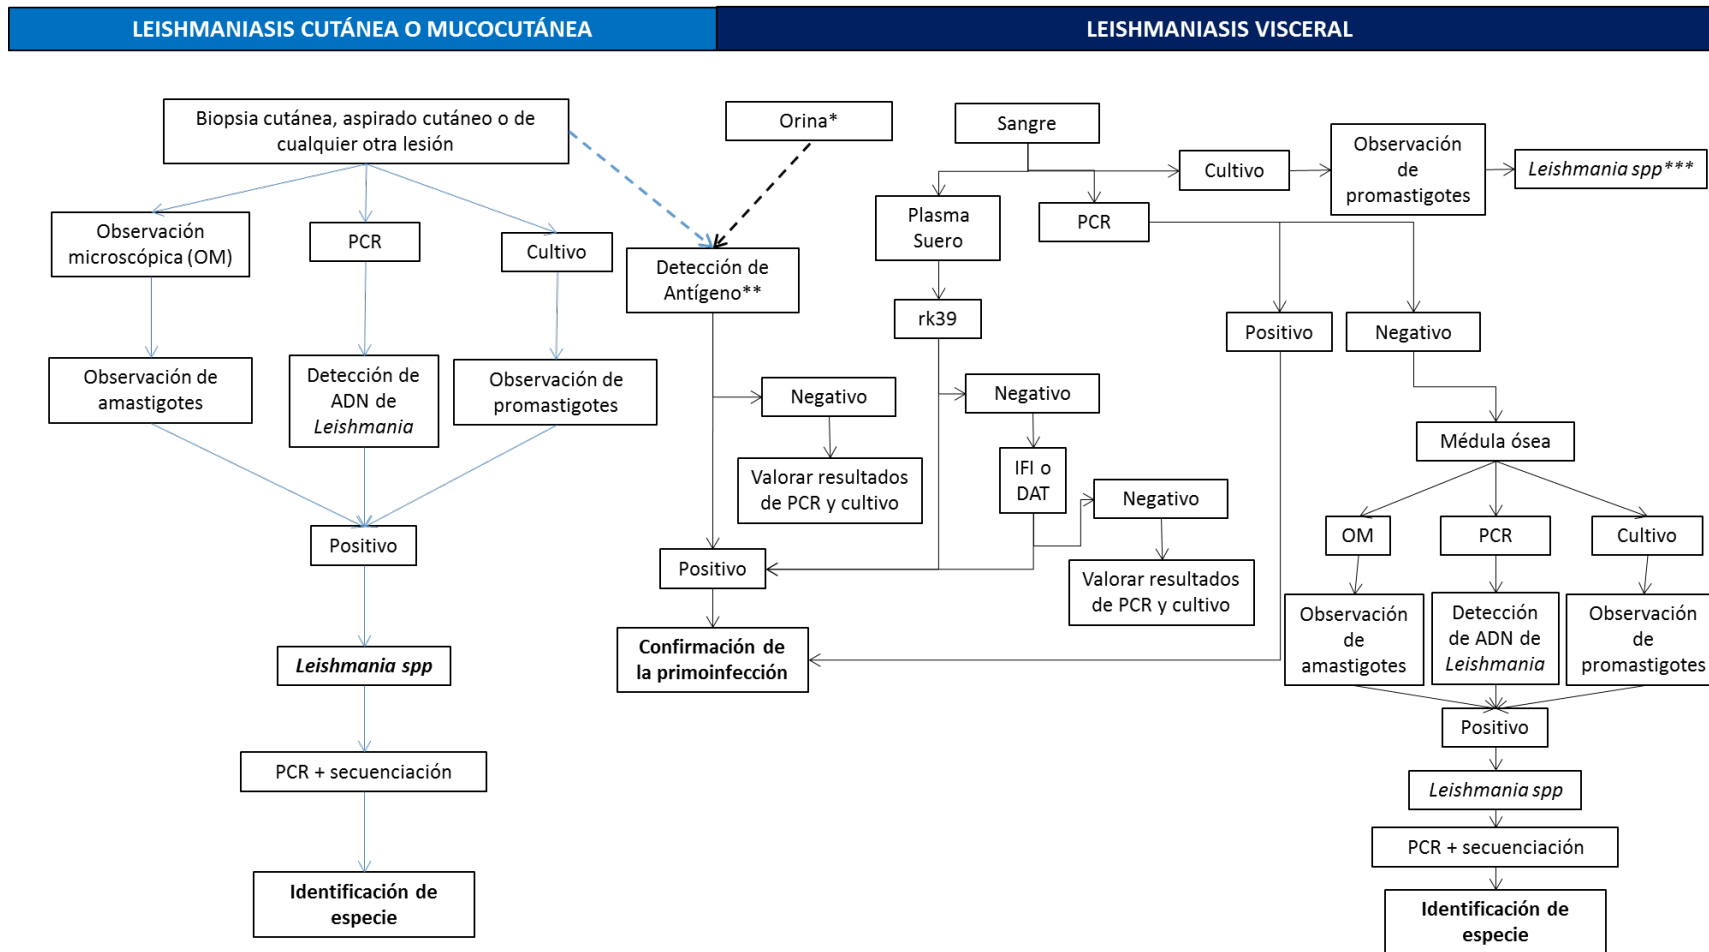 LEISHMANIASIS CUTÁNEA O MUCOCUTÁNEA
LEISHMANIASIS VISCERAL
Biopsia cutánea, aspirado cutáneo o de
cualquier otra lesión
Observación
microscópica (OM)
PCR
Cultivo
Observación de
amastigotes
Detección de
ADN de
Leishmania
Observación de
promastigotes
Positivo
Leishmania spp
PCR + secuenciación
Identificación de
especie
Orina*
Detección de
Antígeno**
Negativo
Valorar resultados
de PCR y cultivo
Positivo
Confirmación de
la primoinfección
Sangre
Plasma
Suero
rk39
Negativo
IFI o
DAT
Negativo
Valorar resultados
de PCR y cultivo
PCR
Cultivo
Observación
de
promastigotes
Leishmania spp***
Positivo
Negativo
Médula ósea
OM
PCR
Cultivo
Observación
de
amastigotes
Detección
de ADN de
Leishmania
Observación
de
promastigotes
Positivo
Leishmania spp
PCR + secuenciación
Identificación de
especie